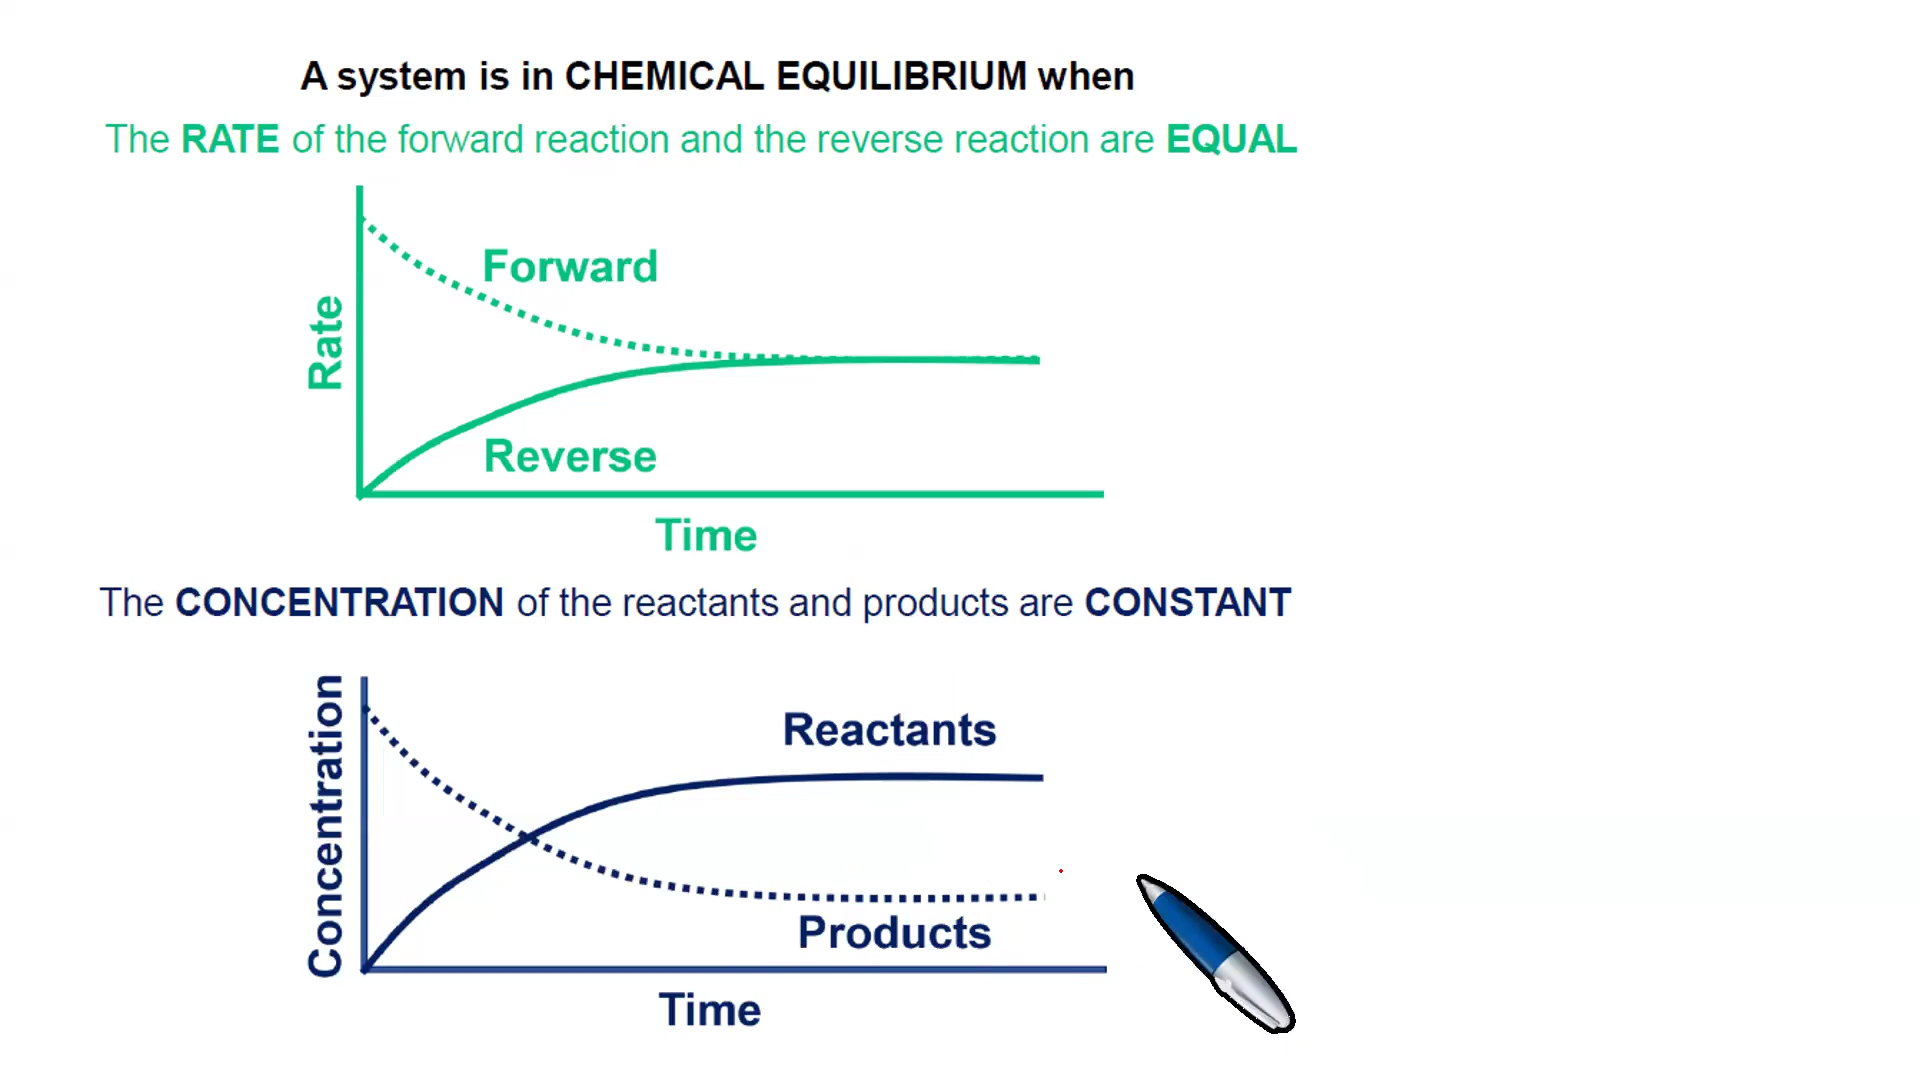 A system is in CHEMICAL EQUILIBRIUM when
The RATE of the forward reaction and the reverse reaction are EQUAL
Forward
Rate
Reverse
Time
The CONCENTRATION of the reactants and products are CONSTANT
Reactants
Concentration
Products
Time